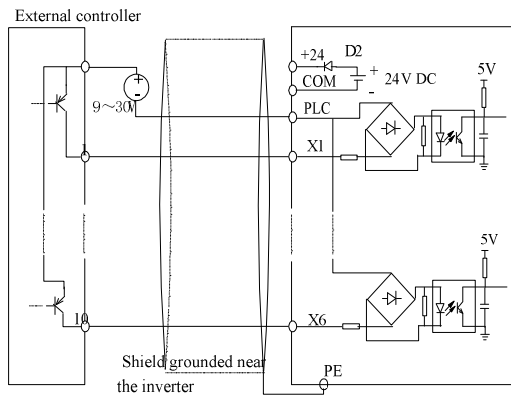 External controller
+24
D2
COM
+
-
24V DC
5V
+
-
9～30V
PLC
1
X1
5V
10
X6
Shield grounded near
the inverter
PE